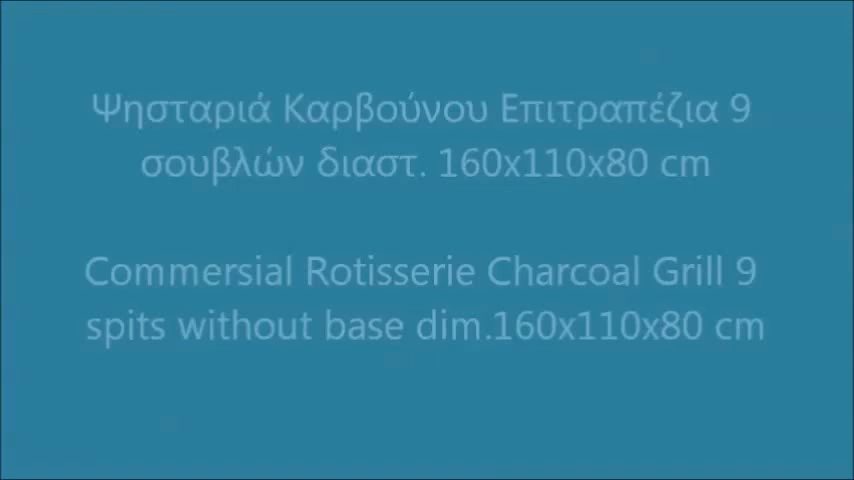 Ψησταριά Καρβούνου Επιτραπέζια 9
σουβλών διαστ. 160x110x80 cm
Commersial Rotisserie Charcoal Grill 9
spits without base dim.160x110x80 cm